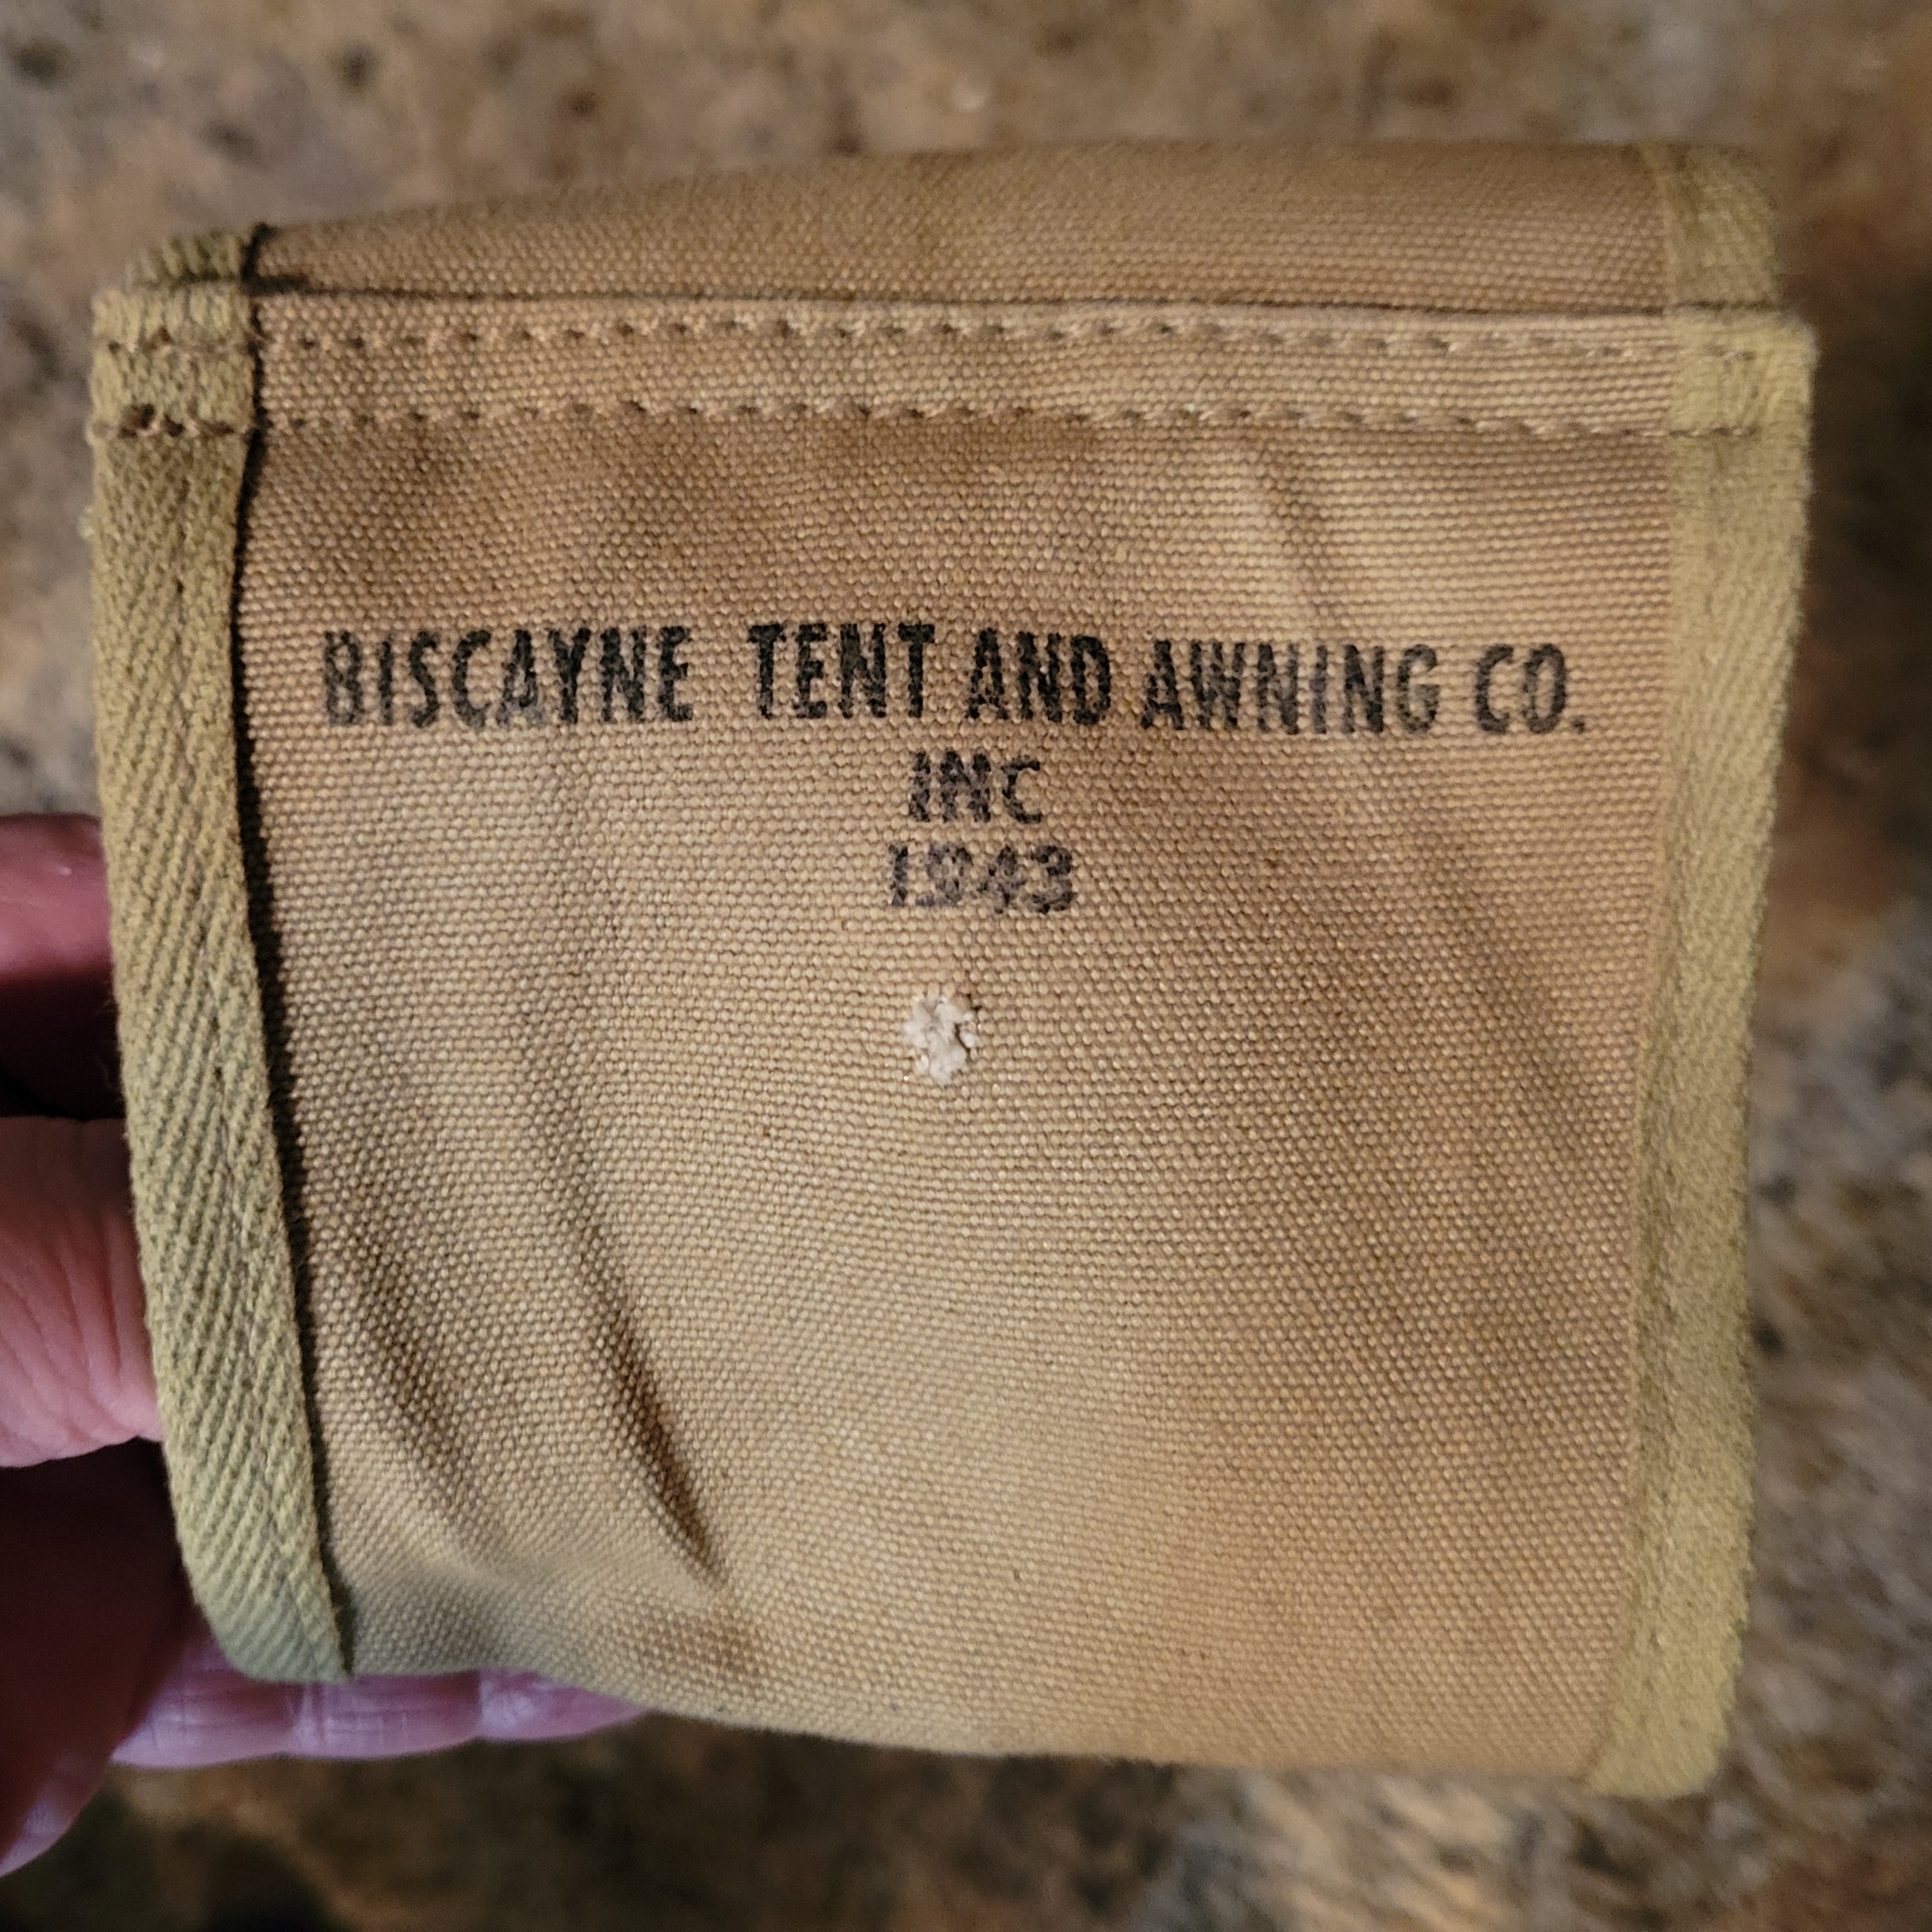 BISCAYNE TENT AND AWNING CO.
INC
1943